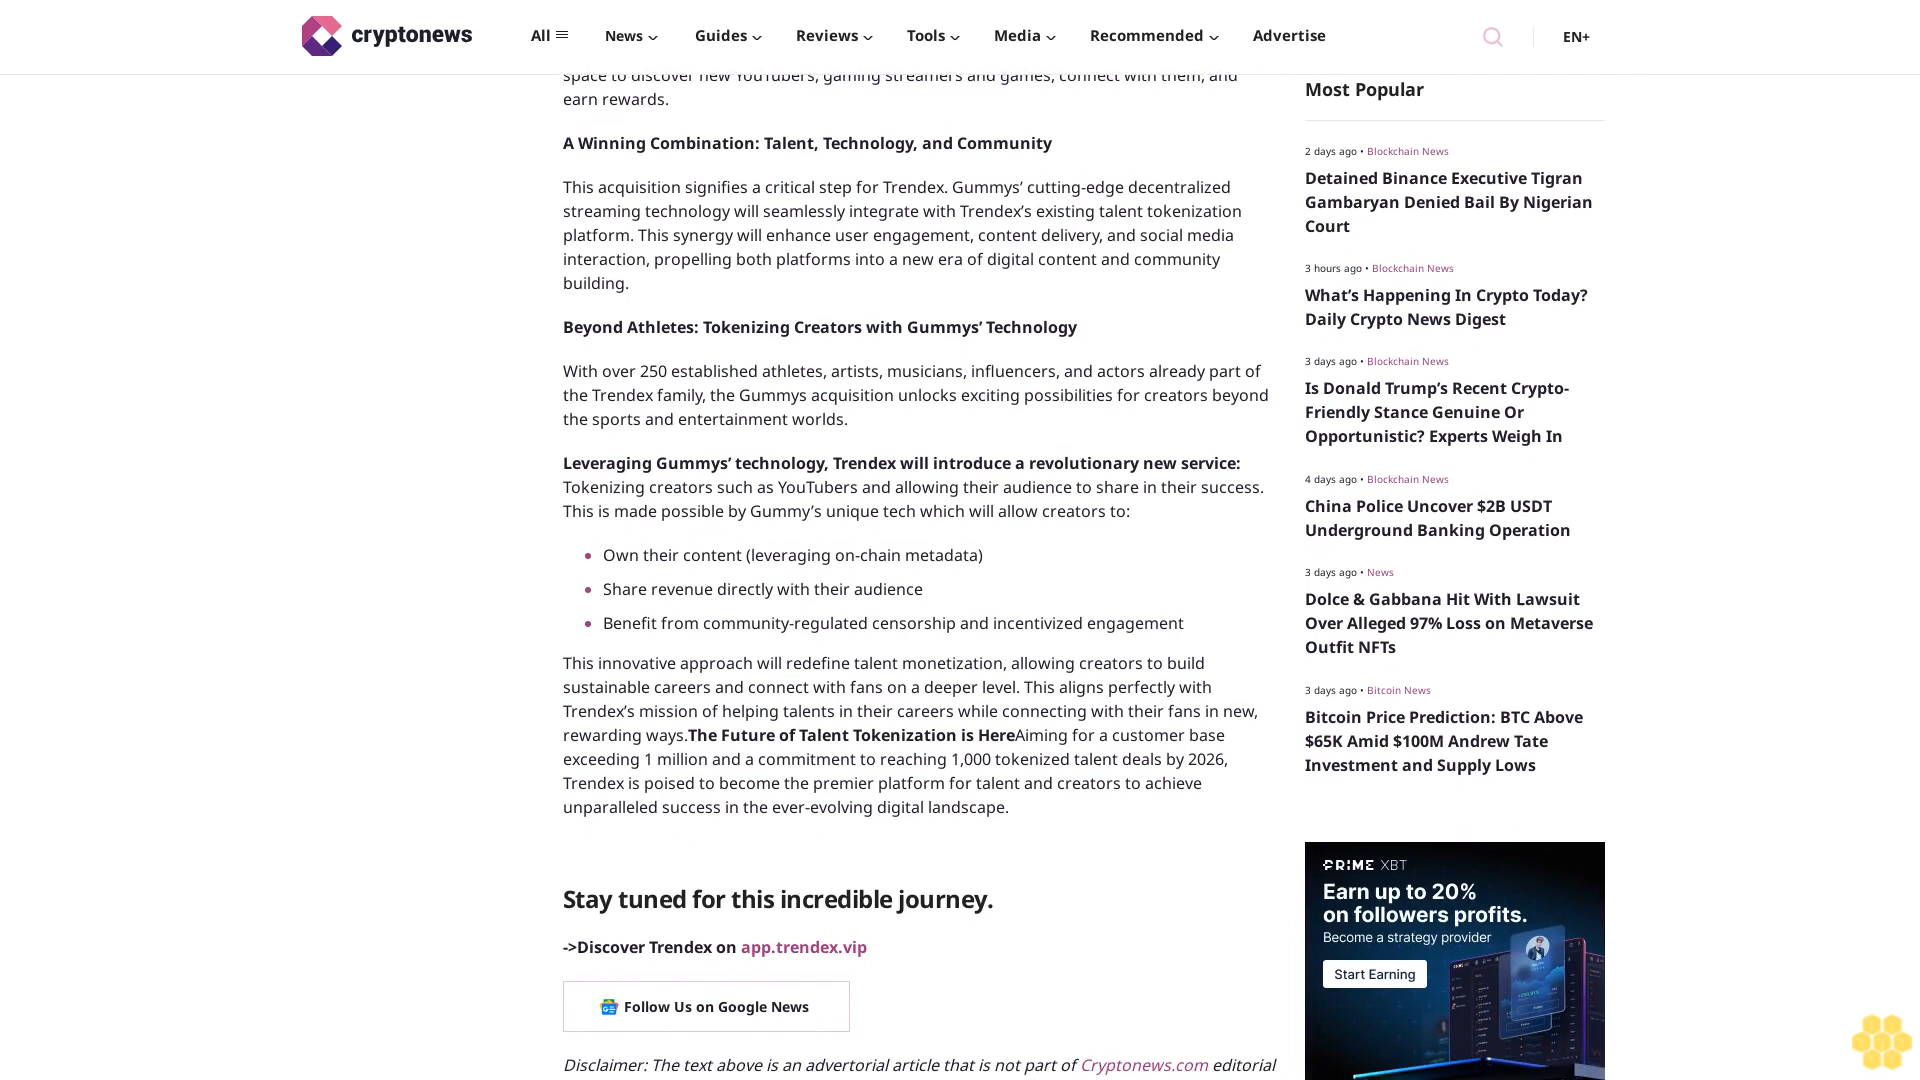 cryptonews
All
News
Guides
Reviews
Tools
Media
Recommended
Advertise
EN+
space to discover new YouTubers, gaming streamers and games, connect with them, and
earn rewards.
A Winning Combination: Talent, Technology, and Community
This acquisition signifies a critical step for Trendex. Gummys’ cutting-edge decentralized
streaming technology will seamlessly integrate with Trendex’s existing talent tokenization
platform. This synergy will enhance user engagement, content delivery, and social media
interaction, propelling both platforms into a new era of digital content and community
building.
Beyond Athletes: Tokenizing Creators with Gummys’ Technology
With over 250 established athletes, artists, musicians, influencers, and actors already part of
the Trendex family, the Gummys acquisition unlocks exciting possibilities for creators beyond
the sports and entertainment worlds.
Leveraging Gummys’ technology, Trendex will introduce a revolutionary new service:
Tokenizing creators such as YouTubers and allowing their audience to share in their success.
This is made possible by Gummy’s unique tech which will allow creators to:
Own their content (leveraging on-chain metadata)
Share revenue directly with their audience
Benefit from community-regulated censorship and incentivized engagement
This innovative approach will redefine talent monetization, allowing creators to build
sustainable careers and connect with fans on a deeper level. This aligns perfectly with
Trendex’s mission of helping talents in their careers while connecting with their fans in new,
rewarding ways.The Future of Talent Tokenization is HereAiming for a customer base
exceeding 1 million and a commitment to reaching 1,000 tokenized talent deals by 2026,
Trendex is poised to become the premier platform for talent and creators to achieve
unparalleled success in the ever-evolving digital landscape.
Stay tuned for this incredible journey.
->Discover Trendex on app.trendex.vip
Follow Us on Google News
Disclaimer: The text above is an advertorial article that is not part of Cryptonews.com editorial
Most Popular
2 days ago • Blockchain News
Detained Binance Executive Tigran
Gambaryan Denied Bail By Nigerian
Court
3 hours ago • Blockchain News
What’s Happening In Crypto Today?
Daily Crypto News Digest
3 days ago • Blockchain News
Is Donald Trump’s Recent Crypto-
Friendly Stance Genuine Or
Opportunistic? Experts Weigh In
4 days ago • Blockchain News
China Police Uncover $2B USDT
Underground Banking Operation
3 days ago • News
Dolce & Gabbana Hit With Lawsuit
Over Alleged 97% Loss on Metaverse
Outfit NFTs
3 days ago • Bitcoin News
Bitcoin Price Prediction: BTC Above
$65K Amid $100M Andrew Tate
Investment and Supply Lows
PRIME XBT
Earn up to 20%
on followers profits.
Become a strategy provider
Start Earning